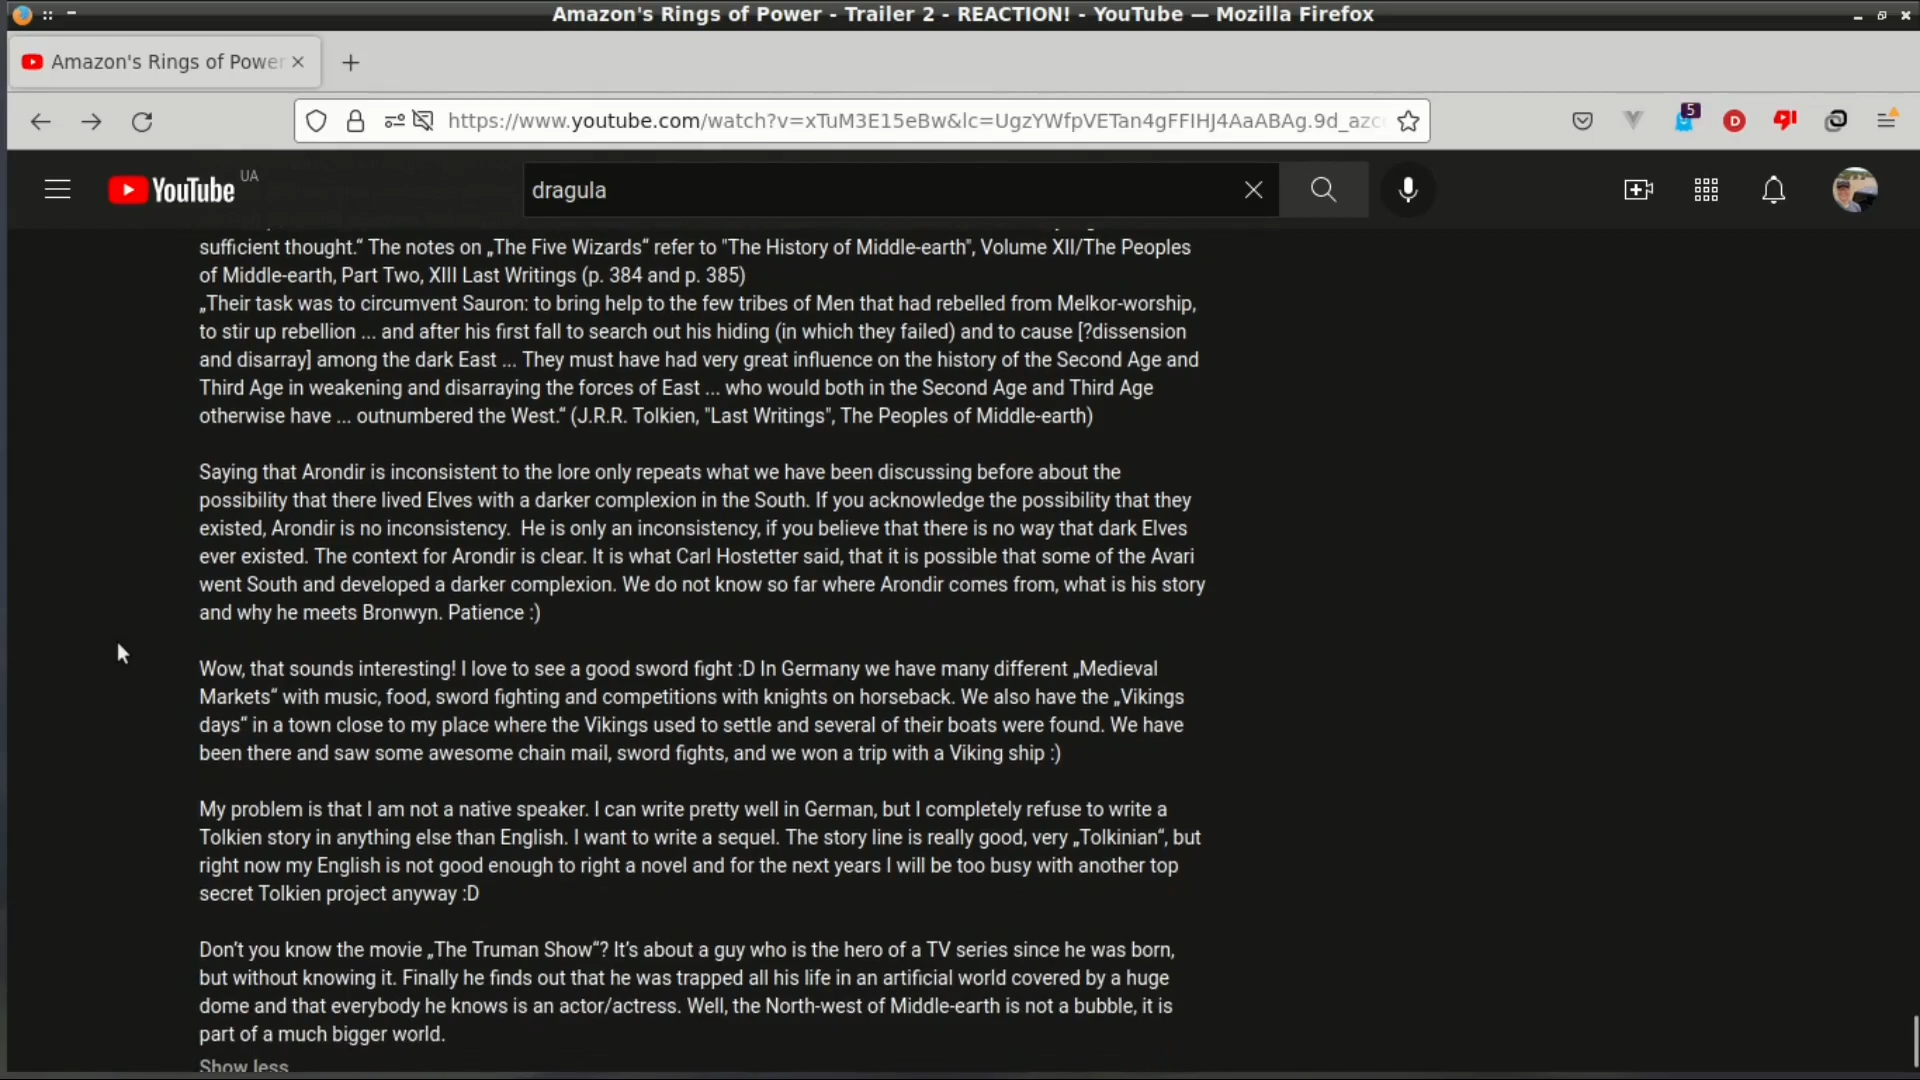 Amazon's Rings of Power - Trailer 2 - REACTION! - YouTube — Mozilla Firefox
Amazon's Rings of Power
https://www.youtube.com/watch?v=xTuM3E15eBw&lc=UgzYWfpVETan4gFFIHJ4AaABAg.9d_azc
5
D
YouTube UA
dragula
sufficient thought.“ The notes on „The Five Wizards“ refer to "The History of Middle-earth", Volume XII/The Peoples
of Middle-earth, Part Two, XIII Last Writings (p. 384 and p. 385)
„Their task was to circumvent Sauron: to bring help to the few tribes of Men that had rebelled from Melkor-worship,
to stir up rebellion ... and after his first fall to search out his hiding (in which they failed) and to cause [?dissension
and disarray] among the dark East ... They must have had very great influence on the history of the Second Age and
Third Age in weakening and disarraying the forces of East ... who would both in the Second Age and Third Age
otherwise have ... outnumbered the West.“ (J.R.R. Tolkien, "Last Writings", The Peoples of Middle-earth)
Saying that Arondir is inconsistent to the lore only repeats what we have been discussing before about the
possibility that there lived Elves with a darker complexion in the South. If you acknowledge the possibility that they
existed, Arondir is no inconsistency.  He is only an inconsistency, if you believe that there is no way that dark Elves
ever existed. The context for Arondir is clear. It is what Carl Hostetter said, that it is possible that some of the Avari
went South and developed a darker complexion. We do not know so far where Arondir comes from, what is his story
and why he meets Bronwyn. Patience :)
Wow, that sounds interesting! I love to see a good sword fight :D In Germany we have many different „Medieval
Markets“ with music, food, sword fighting and competitions with knights on horseback. We also have the „Vikings
days“ in a town close to my place where the Vikings used to settle and several of their boats were found. We have
been there and saw some awesome chain mail, sword fights, and we won a trip with a Viking ship :)
My problem is that I am not a native speaker. I can write pretty well in German, but I completely refuse to write a
Tolkien story in anything else than English. I want to write a sequel. The story line is really good, very „Tolkinian“, but
right now my English is not good enough to right a novel and for the next years I will be too busy with another top
secret Tolkien project anyway :D
Don’t you know the movie „The Truman Show“? It’s about a guy who is the hero of a TV series since he was born,
but without knowing it. Finally he finds out that he was trapped all his life in an artificial world covered by a huge
dome and that everybody he knows is an actor/actress. Well, the North-west of Middle-earth is not a bubble, it is
part of a much bigger world.
Show less